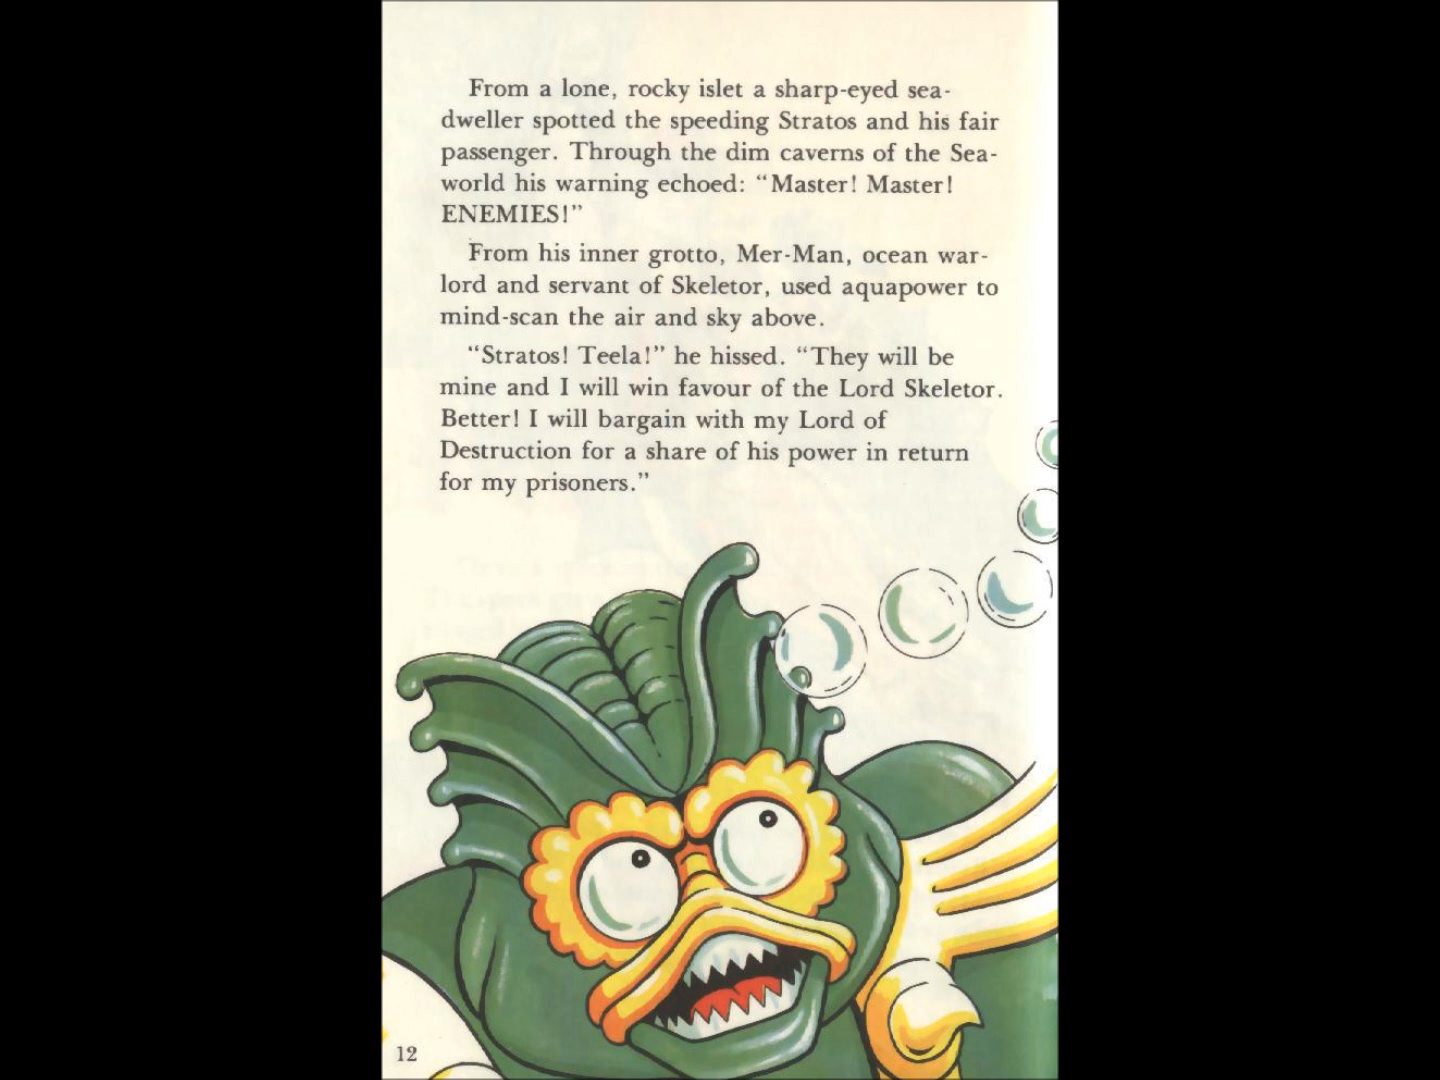 From a lone, rocky islet a sharp-eyed sea-
dweller spotted the speeding Stratos and his fair
passenger. Through the dim caverns of the Sea-
world his warning echoed: “Master! Master!
ENEMIES!”
From his inner grotto, Mer-Man, ocean war-
lord and servant of Skeletor, used aquapower to
mind-scan the air and sky above.
“Stratos! Teela!” he hissed. “They will be
mine and I will win favour of the Lord Skeletor.
Better! I will bargain with my Lord of
Destruction for a share of his power in return
for my prisoners.”
12